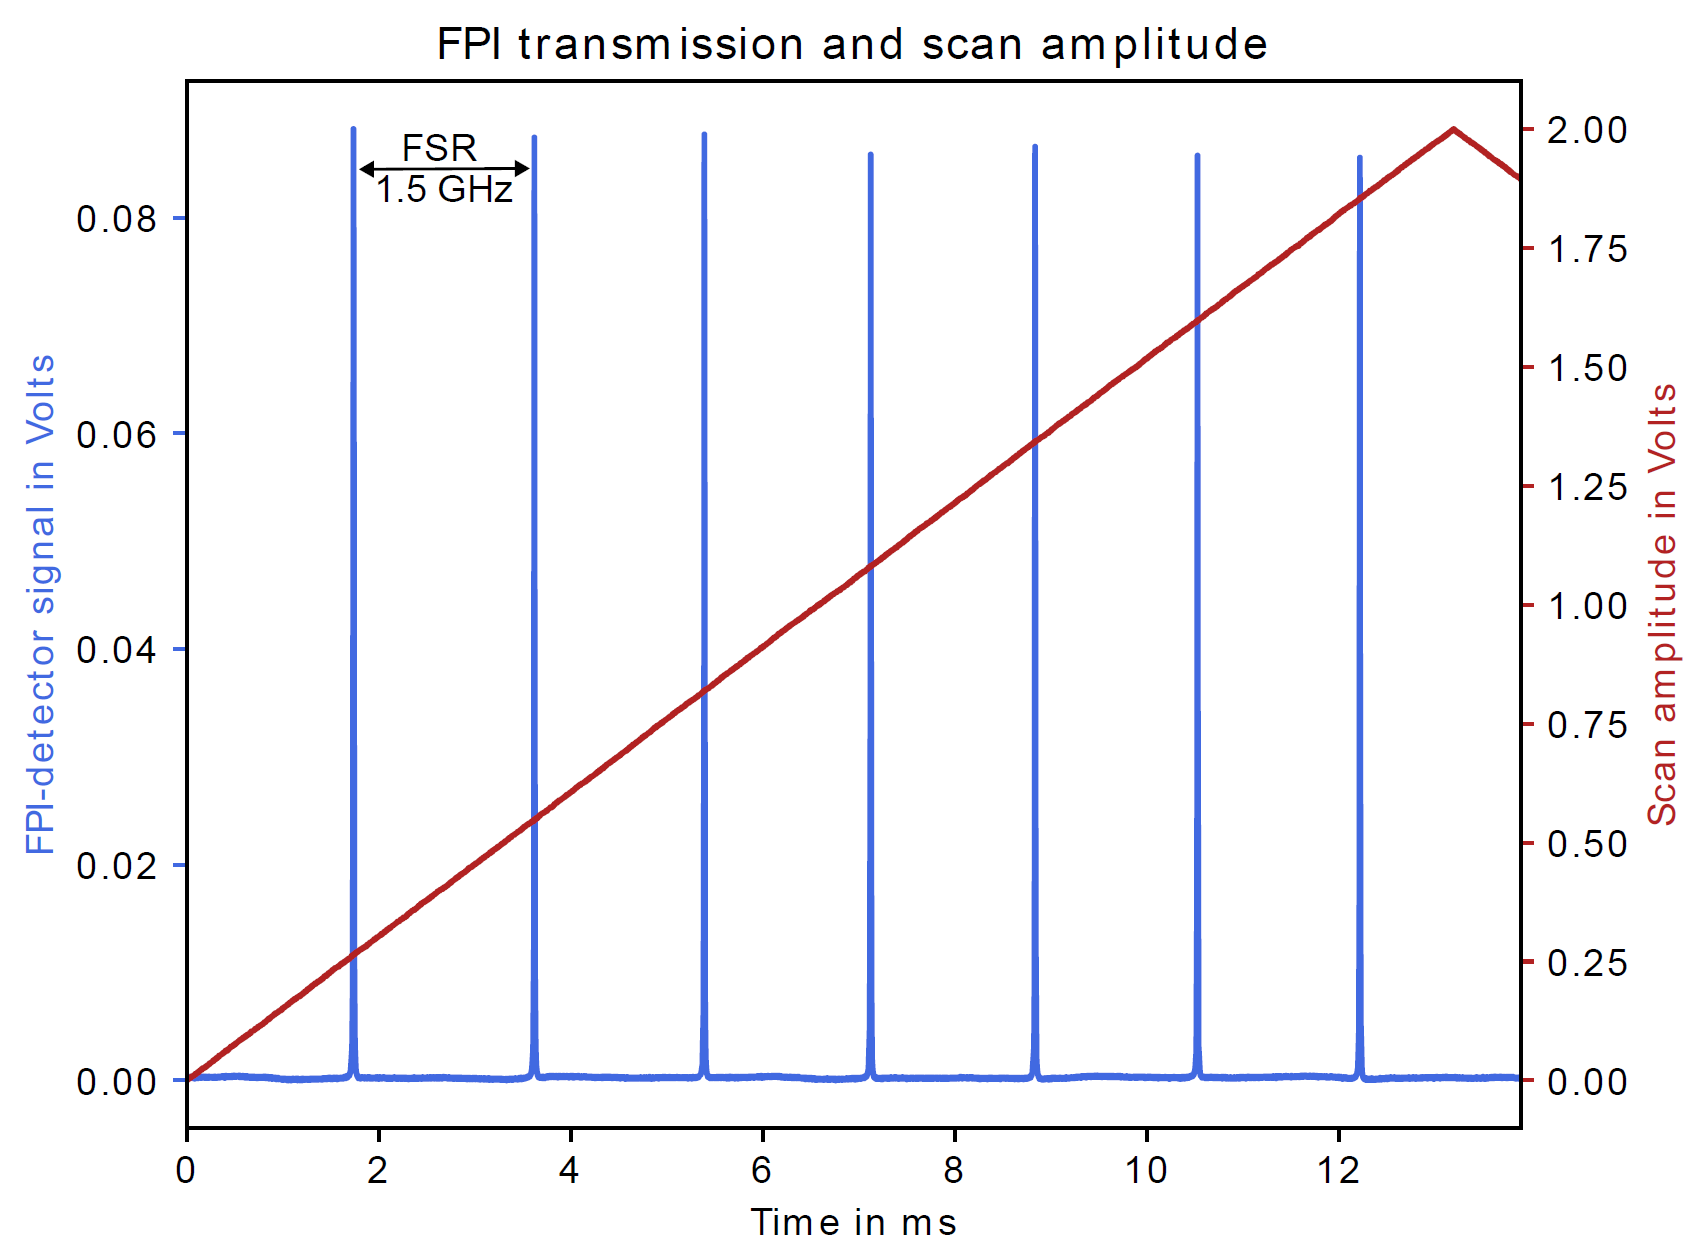 FPI transmission and scan amplitude
FSR
1.5 GHz
0.08
0.06
0.04
0.02
0.00
FPI-detector signal in Volts
2.00
1.75
1.50
1.25
1.00
0.75
0.50
0.25
0.00
Scan amplitude in Volts
0 2 4 6 8 10 12
Time in ms